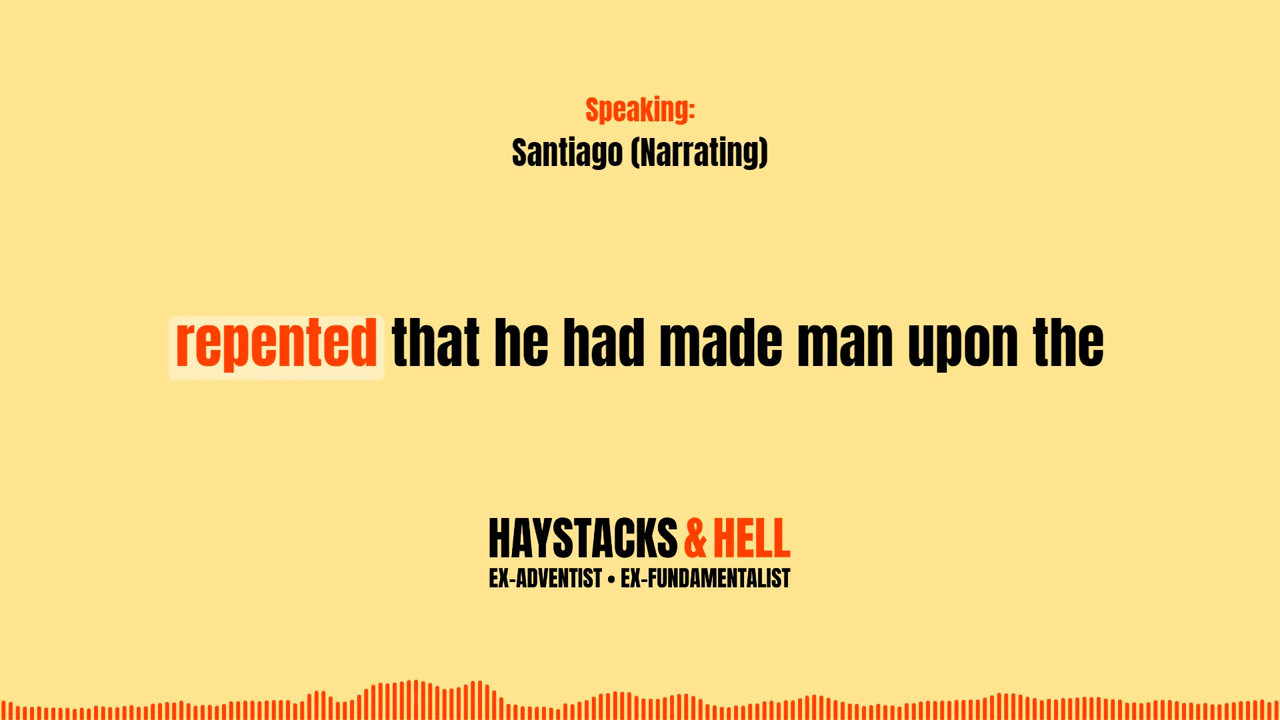 Speaking:
Santiago (Narrating)
repented that he had made man upon the
HAYSTACKS & HELL
EX-ADVENTIST • EX-FUNDAMENTALIST